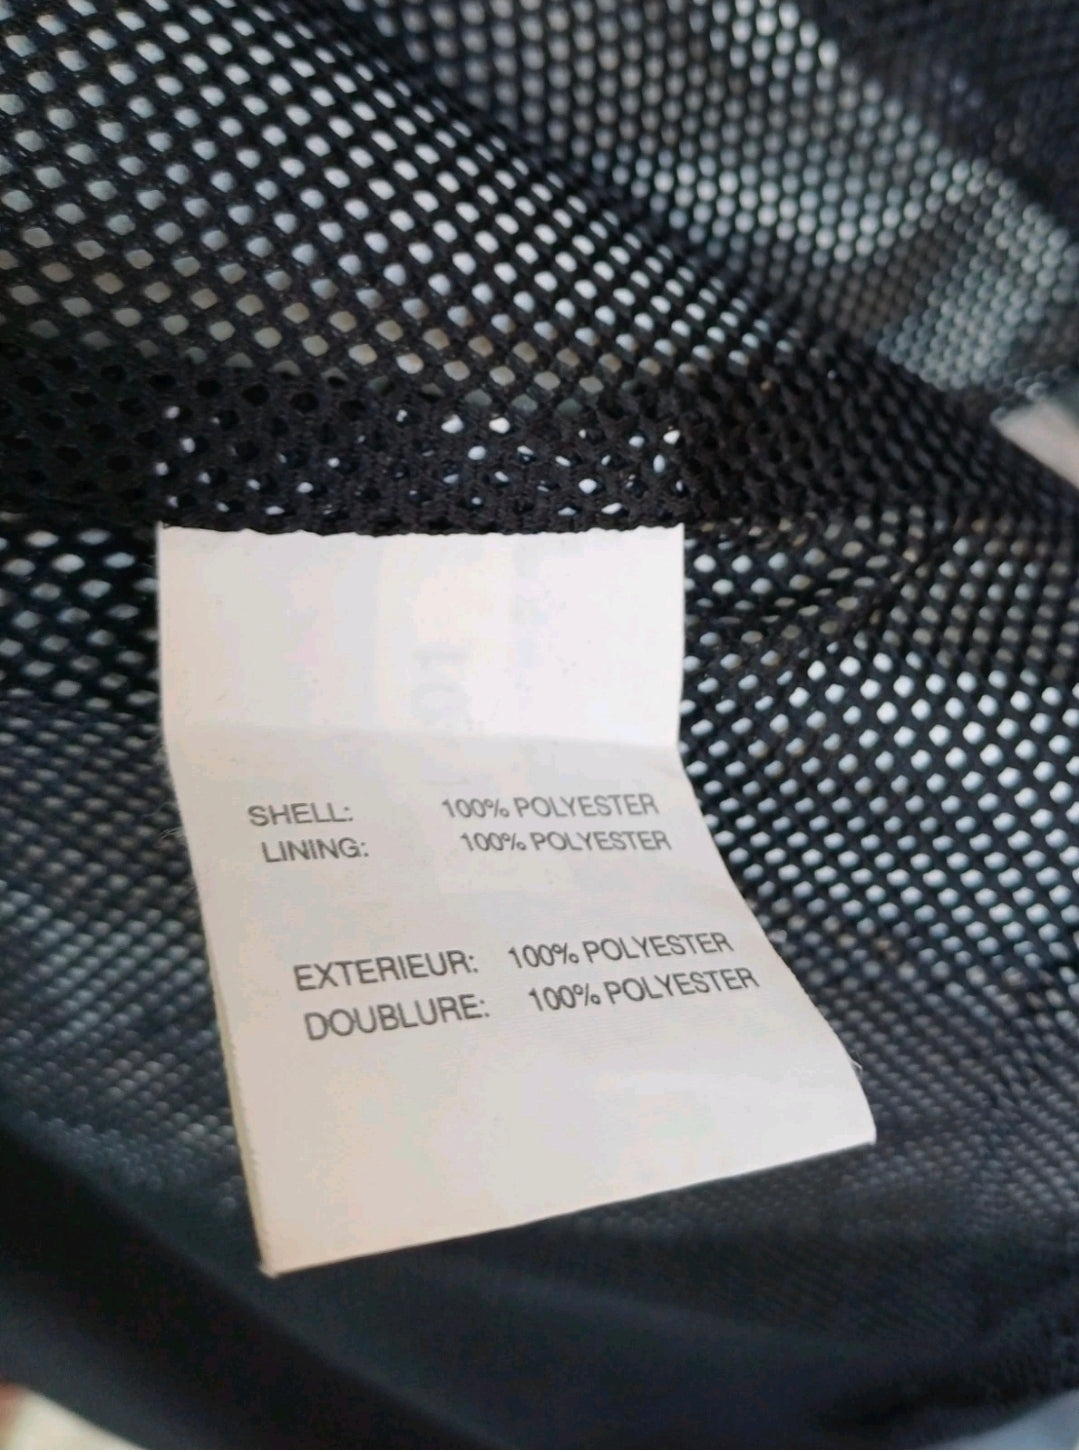 SHELL: 100% POLYESTER
LINING: 100% POLYESTER
EXTERIEUR: 100% POLYESTER
DOUBLURE: 100% POLYESTER